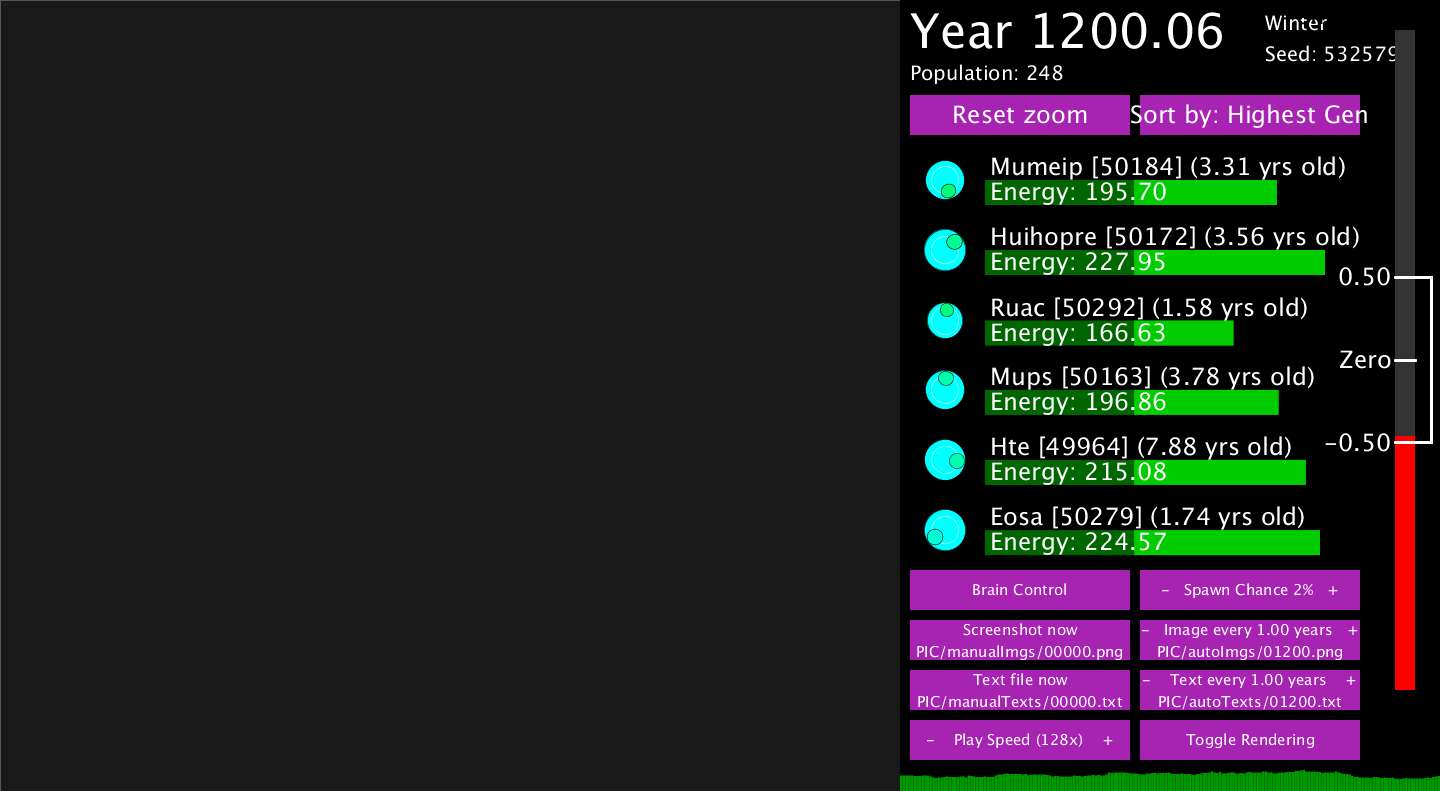 Year 1200.06
Winter
Seed: 532579
Population: 248
Reset zoom
Sort by: Highest Gen
Mumeip [50184] (3.31 yrs old)
Energy: 195.70
Huihopre [50172] (3.56 yrs old)
Energy: 227.95
0.50
Ruac [50292] (1.58 yrs old)
Energy: 166.63
Zero
Mups [50163] (3.78 yrs old)
Energy: 196.86
-0.50
Hte [49964] (7.88 yrs old)
Energy: 215.08
Eosa [50279] (1.74 yrs old)
Energy: 224.57
Brain Control
- Spawn Chance 2% +
Screenshot now
PIC/manualImgs/00000.png
- Image every 1.00 years +
PIC/autoImgs/01200.png
Text file now
PIC/manualTexts/00000.txt
- Text every 1.00 years +
PIC/autoTexts/01200.txt
- Play Speed (128x) +
Toggle Rendering